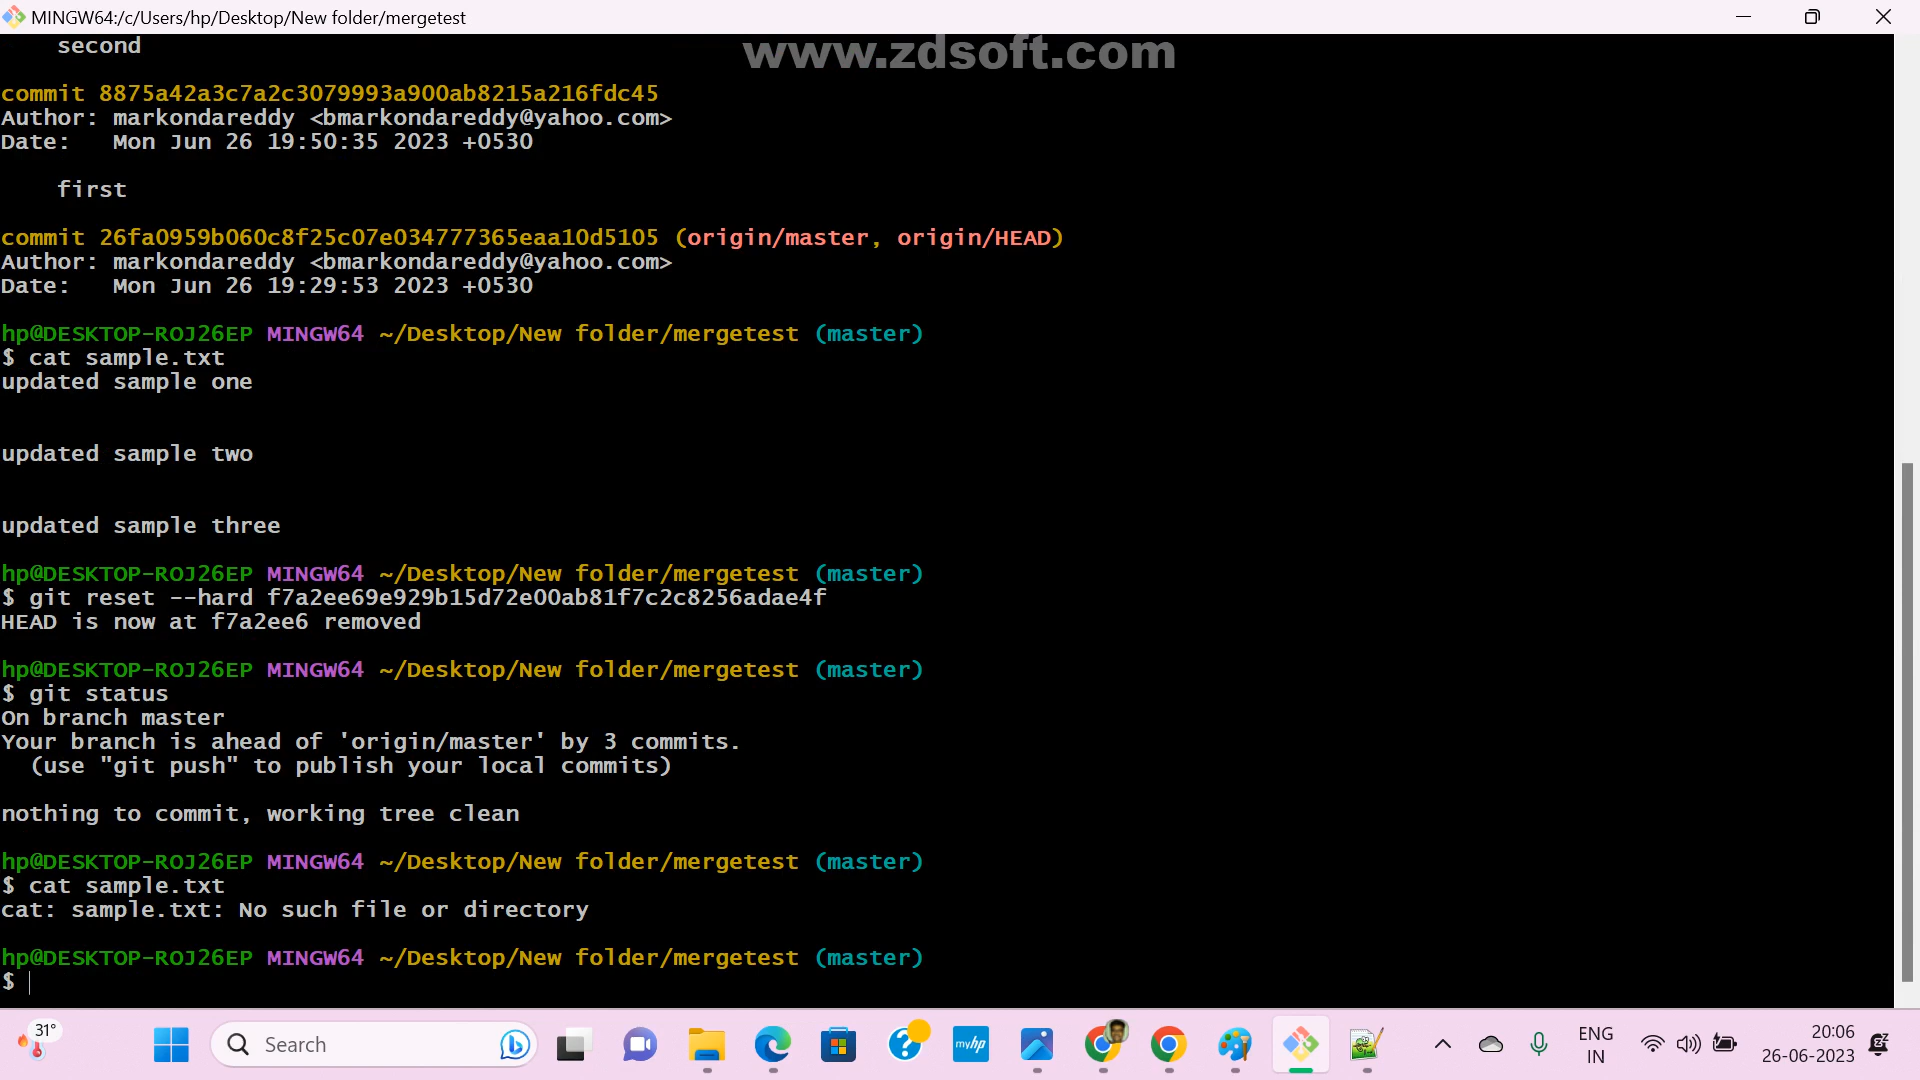 MINGW64:/c/Users/hp/Desktop/New folder/mergetest
www.zdsoft.com
second
commit 8875a42a3c7a2c3079993a900ab8215a216fdc45
Author: markondareddy <bmarkondareddy@yahoo.com>
Date:   Mon Jun 26 19:50:35 2023 +0530
first
commit 26fa0959b060c8f25c07e034777365eaa10d5105 (origin/master, origin/HEAD)
Author: markondareddy <bmarkondareddy@yahoo.com>
Date:   Mon Jun 26 19:29:53 2023 +0530
hp@DESKTOP-ROJ26EP MINGW64 ~/Desktop/New folder/mergetest (master)
$ cat sample.txt
updated sample one
updated sample two
updated sample three
hp@DESKTOP-ROJ26EP MINGW64 ~/Desktop/New folder/mergetest (master)
$ git reset --hard f7a2ee69e929b15d72e00ab81f7c2c8256adae4f
HEAD is now at f7a2ee6 removed
hp@DESKTOP-ROJ26EP MINGW64 ~/Desktop/New folder/mergetest (master)
$ git status
On branch master
Your branch is ahead of 'origin/master' by 3 commits.
  (use "git push" to publish your local commits)
nothing to commit, working tree clean
hp@DESKTOP-ROJ26EP MINGW64 ~/Desktop/New folder/mergetest (master)
$ cat sample.txt
cat: sample.txt: No such file or directory
hp@DESKTOP-ROJ26EP MINGW64 ~/Desktop/New folder/mergetest (master)
$
31°
Search
myhp
ENG
IN
20:06
26-06-2023